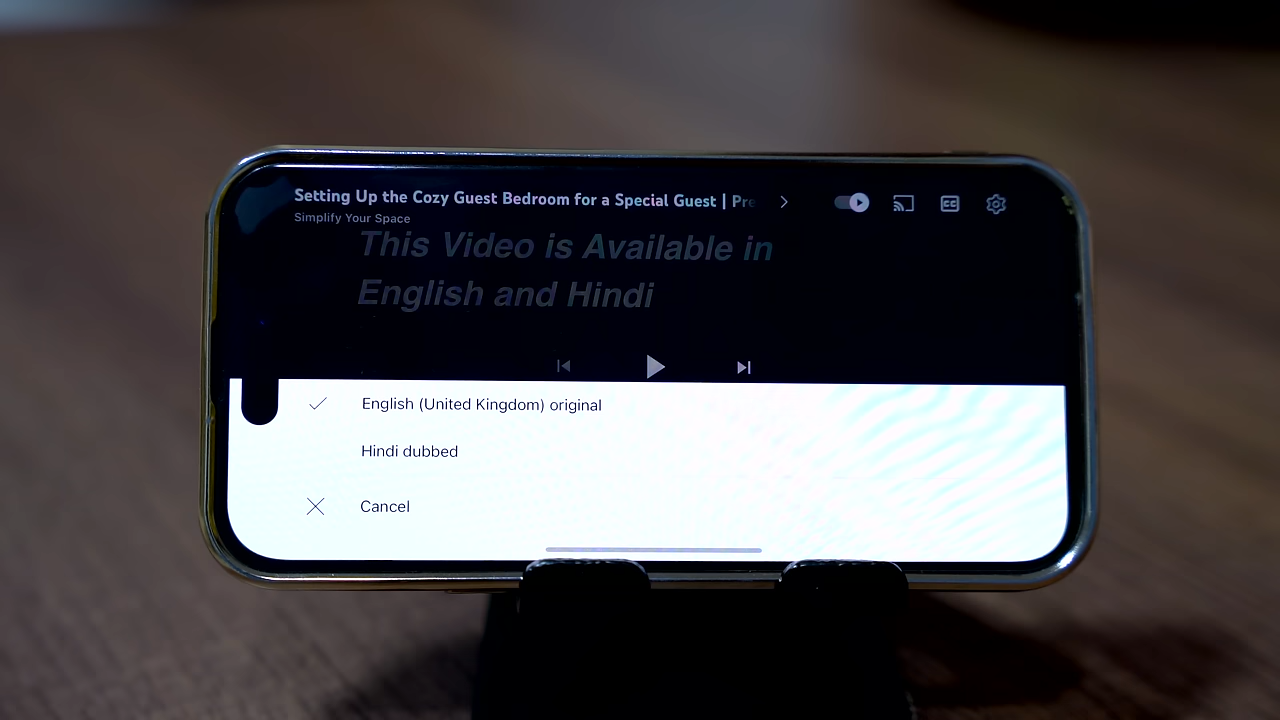 Setting Up the Cozy Guest Bedroom for a Special Guest | Pre
Simplify Your Space
CC
This Video is Available in
English and Hindi
English (United Kingdom) original
Hindi dubbed
Cancel